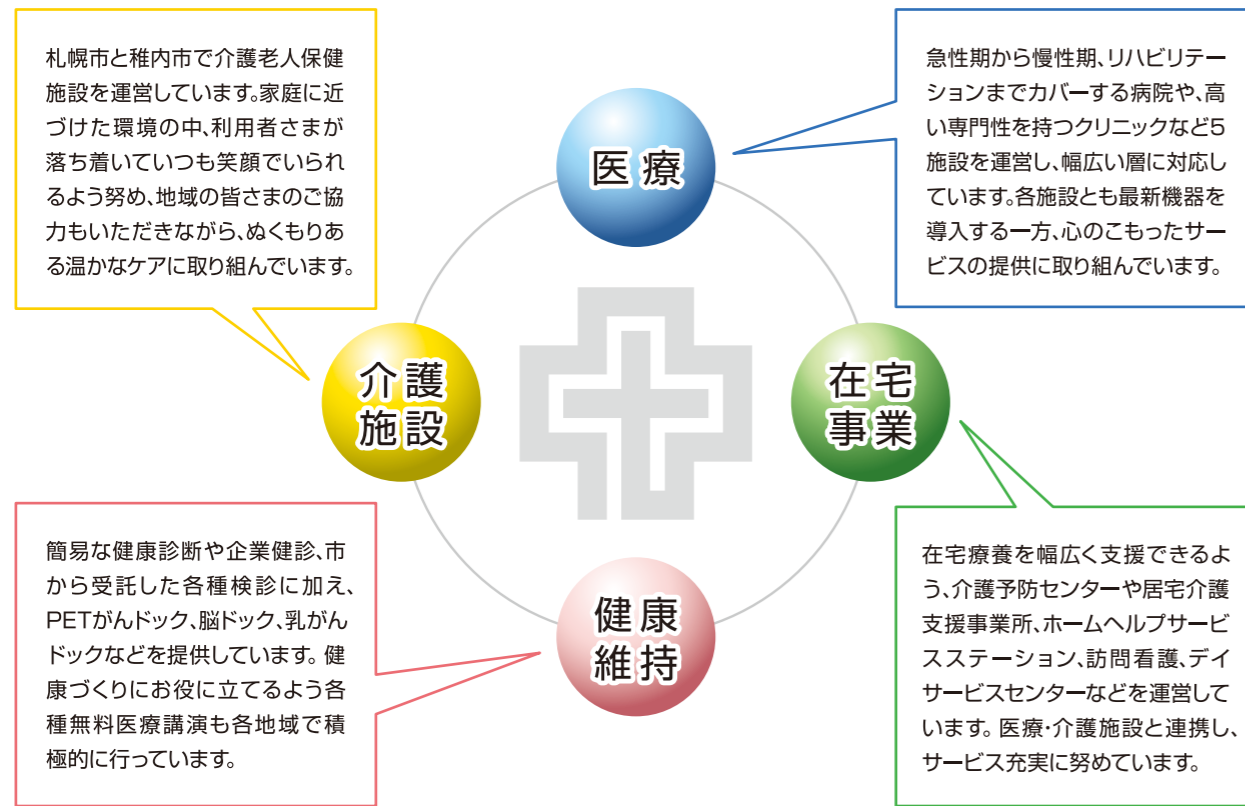 札幌市と稚内市で介護老人保健
施設を運営しています。家庭に近
づけた環境の中、利用者さまが
落ち着いていつも笑顔でいられ
るよう努め、地域の皆さまのご協
力もいただきながら、ぬくもりあ
る温かなケアに取り組んでいます。
医療
急性期から慢性期、リハビリテー
ションまでカバーする病院や、高
い専門性を持つクリニックなど5
施設を運営し、幅広い層に対応し
ています。各施設とも最新機器を
導入する一方、心のこもったサー
ビスの提供に取り組んでいます。
介護
施設
在宅
事業
簡易な健康診断や企業健診、市
から受託した各種検診に加え、
PETがんドック、脳ドック、乳がん
ドックなどを提供しています。健
康づくりにお役に立てるよう各
種無料医療講演も各地域で積
極的に行っています。
健康
維持
在宅療養を幅広く支援できるよ
う、介護予防センターや居宅介護
支援事業所、ホームヘルプサービ
スステーション、訪問看護、デイ
サービスセンターなどを運営して
います。医療・介護施設と連携し、
サービス充実に努めています。